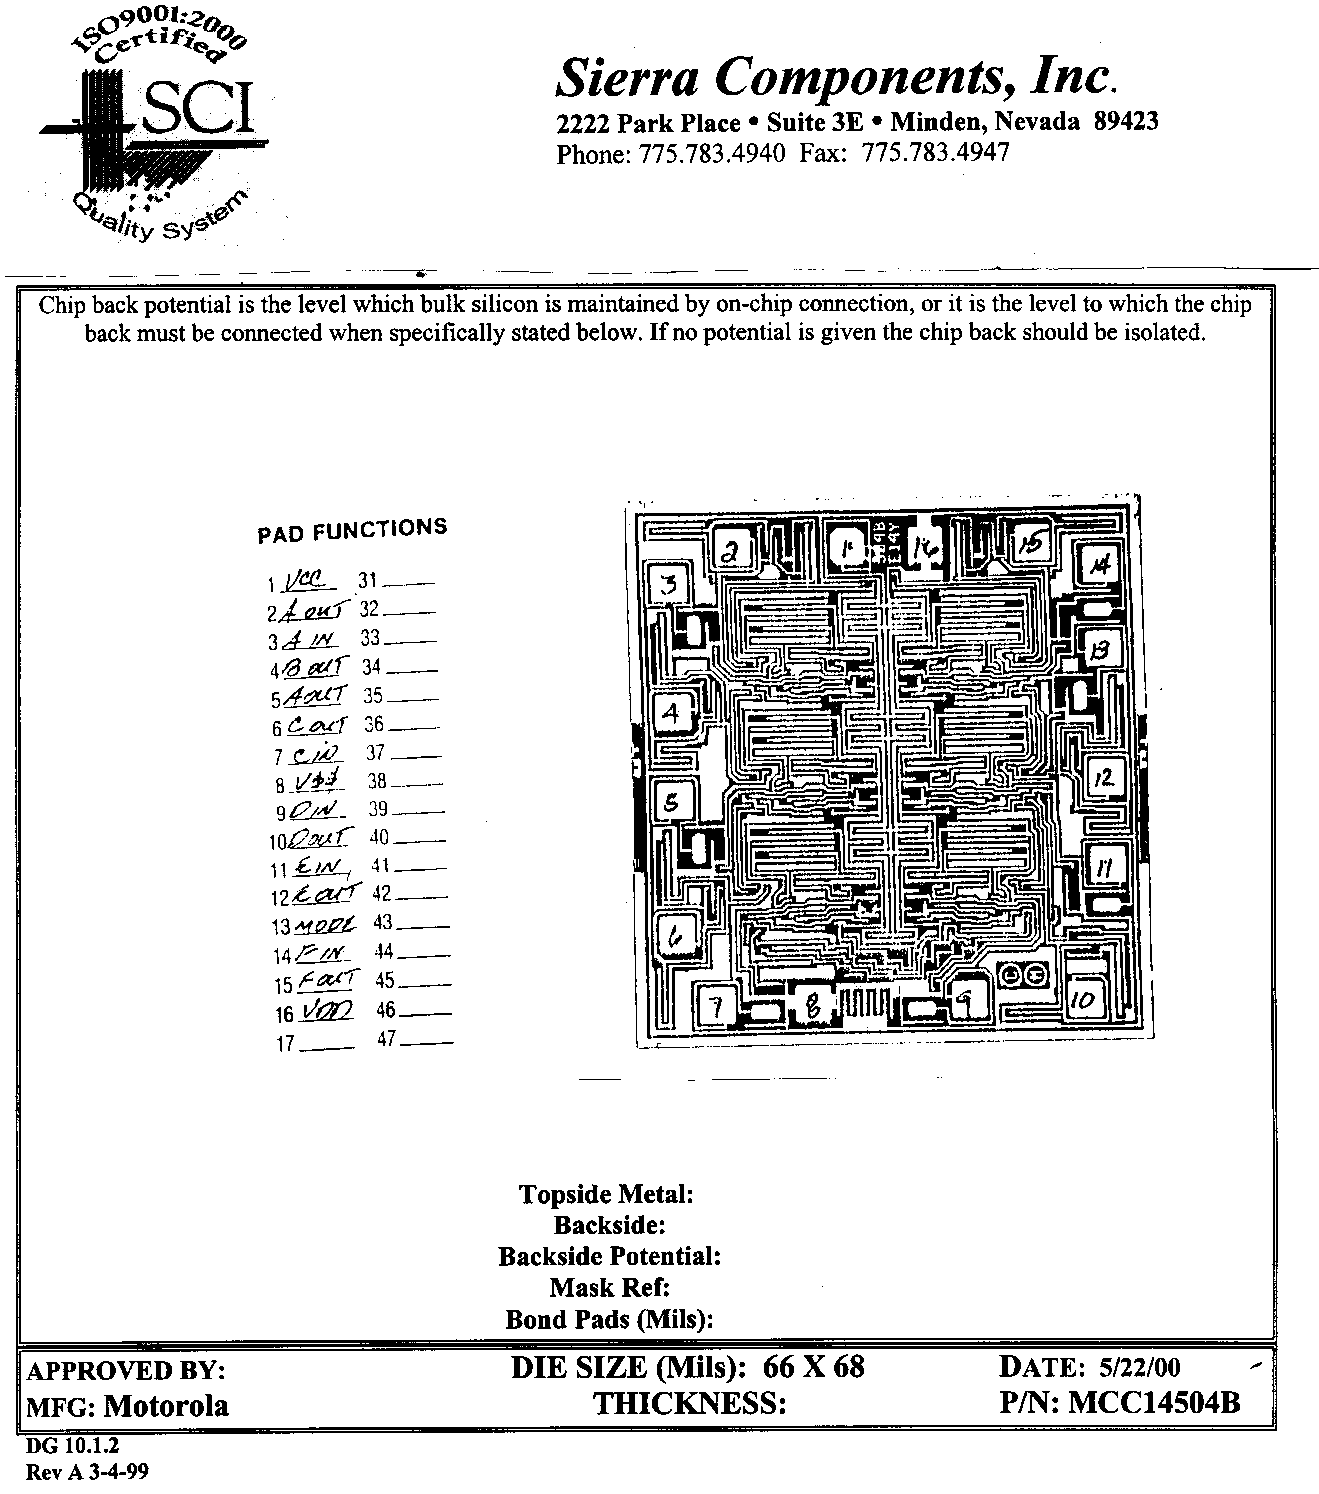 ISO9001:2000
Certified
SCI
Quality System
Sierra Components, Inc.
2222 Park Place • Suite 3E • Minden, Nevada 89423
Phone: 775.783.4940 Fax: 775.783.4947
Chip back potential is the level which bulk silicon is maintained by on-chip connection, or it is the level to which the chip
back must be connected when specifically stated below. If no potential is given the chip back should be isolated.
PAD FUNCTIONS
1 VCC 31
2 A OUT 32
3 A IN 33
4 B OUT 34
5 A OUT 35
6 C OUT 36
7 C IN 37
8 VSS 38
9 D IN 39
10 D OUT 40
11 E IN 41
12 E OUT 42
13 MODE 43
14 F IN 44
15 F OUT 45
16 VDD 46
17 47
2 1 16 15
14
3
13
4
12
5
11
6
7 8 9 10
Topside Metal:
Backside:
Backside Potential:
Mask Ref:
Bond Pads (Mils):
APPROVED BY:
DIE SIZE (Mils): 66 X 68
DATE: 5/22/00
MFG: Motorola
THICKNESS:
P/N: MCC14504B
DG 10.1.2
Rev A 3-4-99